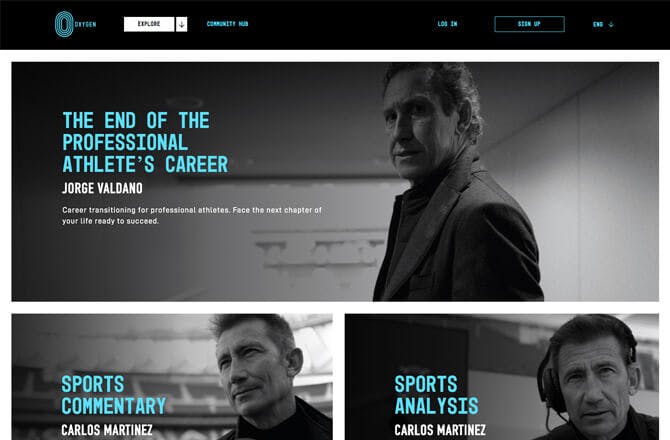 OXYGEN
EXPLORE
COMMUNITY HUB
LOG IN
SIGN UP
ENG
THE END OF THE
PROFESSIONAL
ATHLETE'S CAREER
JORGE VALDANO
Career transitioning for professional athletes. Face the next chapter of
your life ready to succeed.
SPORTS
COMMENTARY
CARLOS MARTINEZ
SPORTS
ANALYSIS
CARLOS MARTINEZ